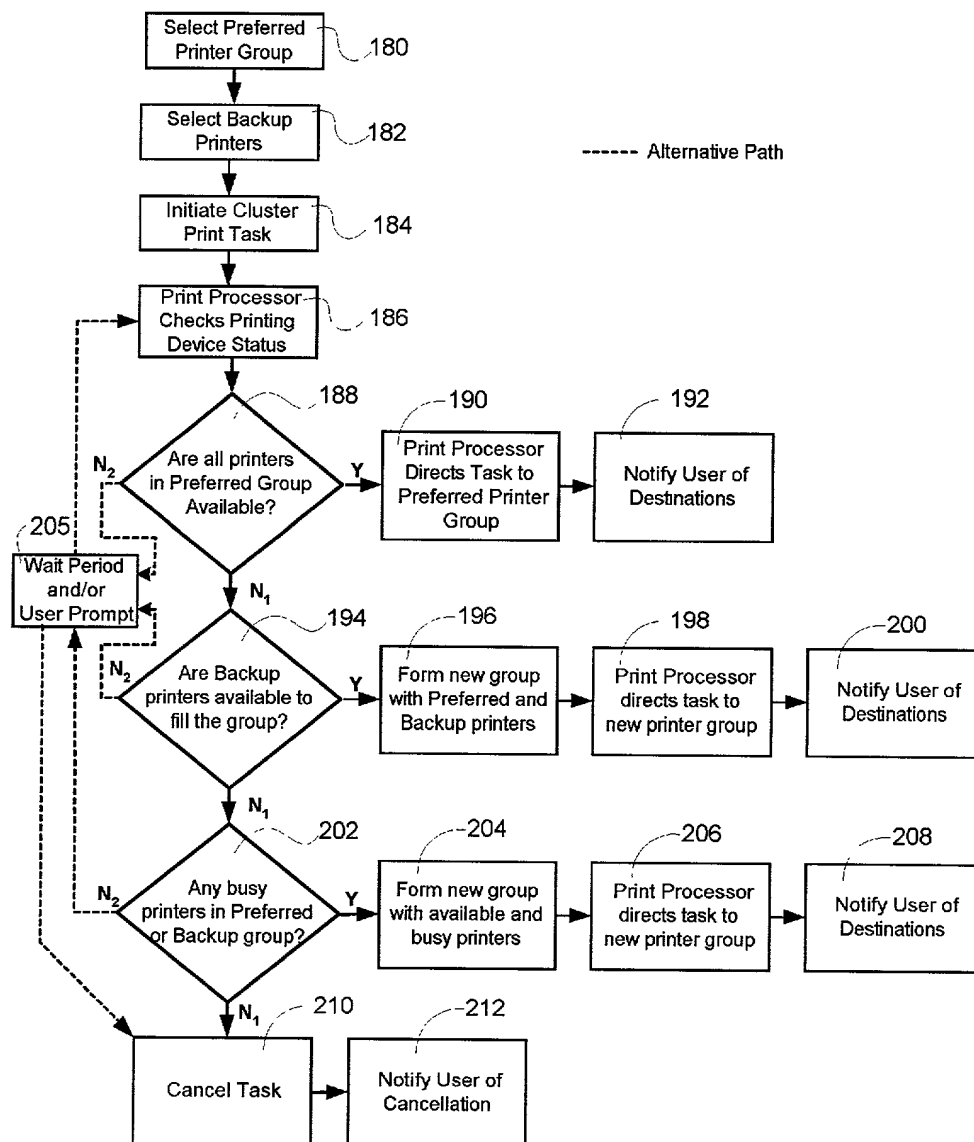 Select Preferred
Printer Group
180
Select Backup
Printers
182
Alternative Path
Initiate Cluster
Print Task
184
Print Processor
Checks Printing
Device Status
186
188
Are all printers
in Preferred Group
Available?
N2
Y
N1
190
Print Processor
Directs Task to
Preferred Printer
Group
192
Notify User of
Destinations
205
Wait Period
and/or
User Prompt
194
Are Backup
printers available to
fill the group?
N2
Y
N1
196
Form new group
with Preferred and
Backup printers
198
Print Processor
directs task to
new printer group
200
Notify User of
Destinations
202
Any busy
printers in Preferred
or Backup group?
N2
Y
N1
204
Form new group
with available and
busy printers
206
Print Processor
directs task to
new printer group
208
Notify User of
Destinations
210
Cancel Task
212
Notify User of
Cancellation